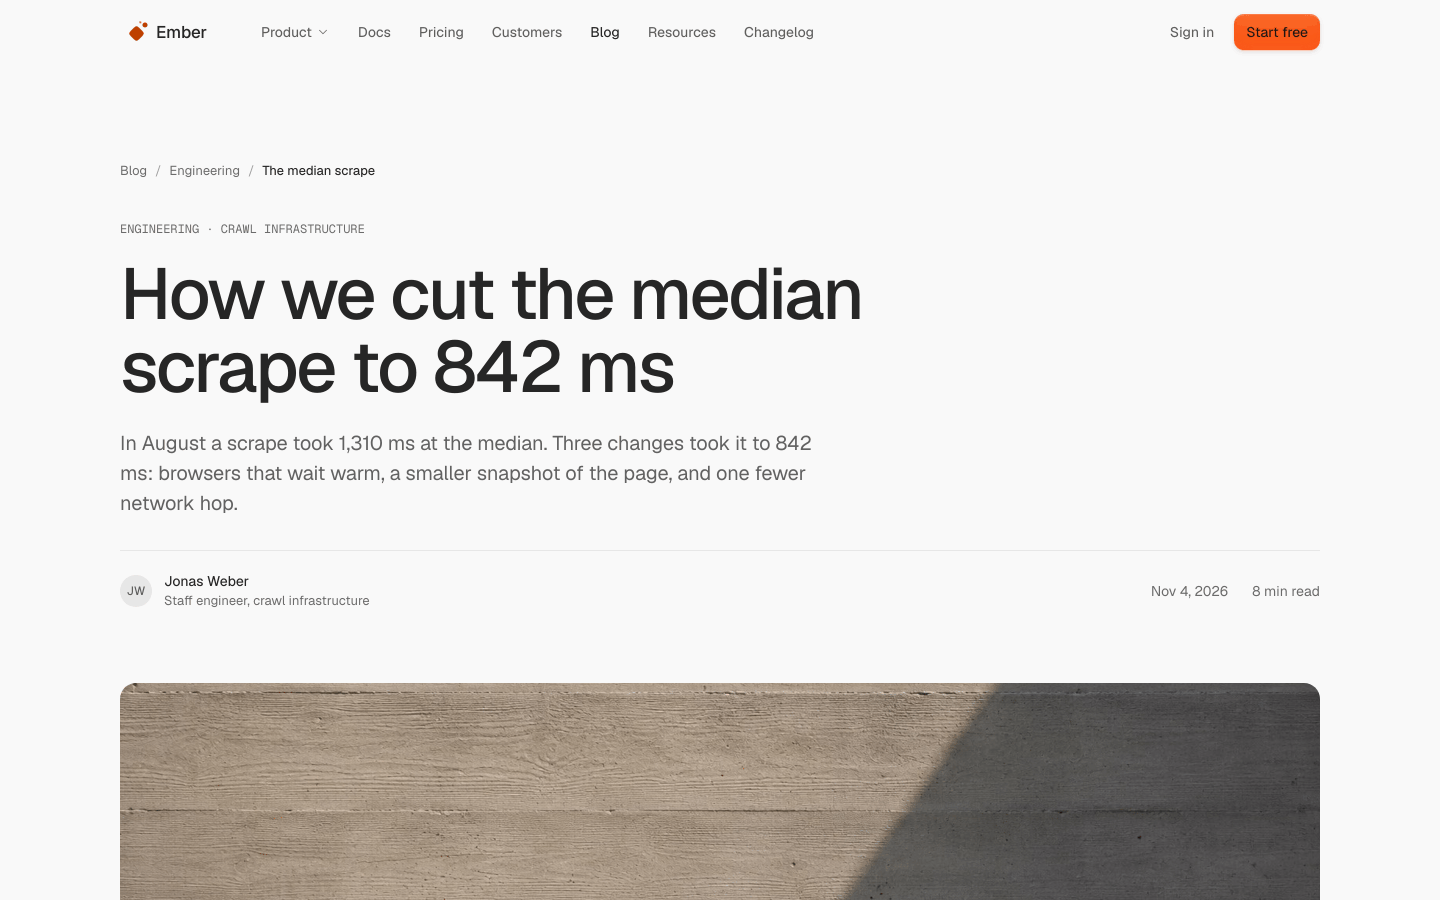 Ember
Product
Docs
Pricing
Customers
Blog
Resources
Changelog
Sign in
Start free
Blog / Engineering / The median scrape
ENGINEERING · CRAWL INFRASTRUCTURE
How we cut the median
scrape to 842 ms
In August a scrape took 1,310 ms at the median. Three changes took it to 842
ms: browsers that wait warm, a smaller snapshot of the page, and one fewer
network hop.
JW
Jonas Weber
Staff engineer, crawl infrastructure
Nov 4, 2026
8 min read